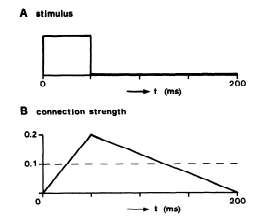 A stimulus
0 200
t (ms)
B connection strength
0.2
0.1
0 200
t (ms)